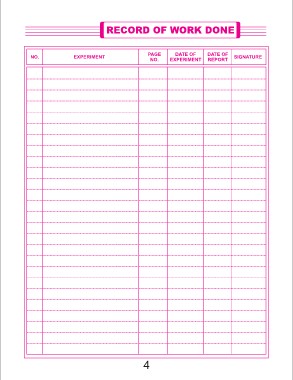 RECORD OF WORK DONE
NO. EXPERIMENT PAGE NO. DATE OF EXPERIMENT DATE OF REPORT SIGNATURE
4